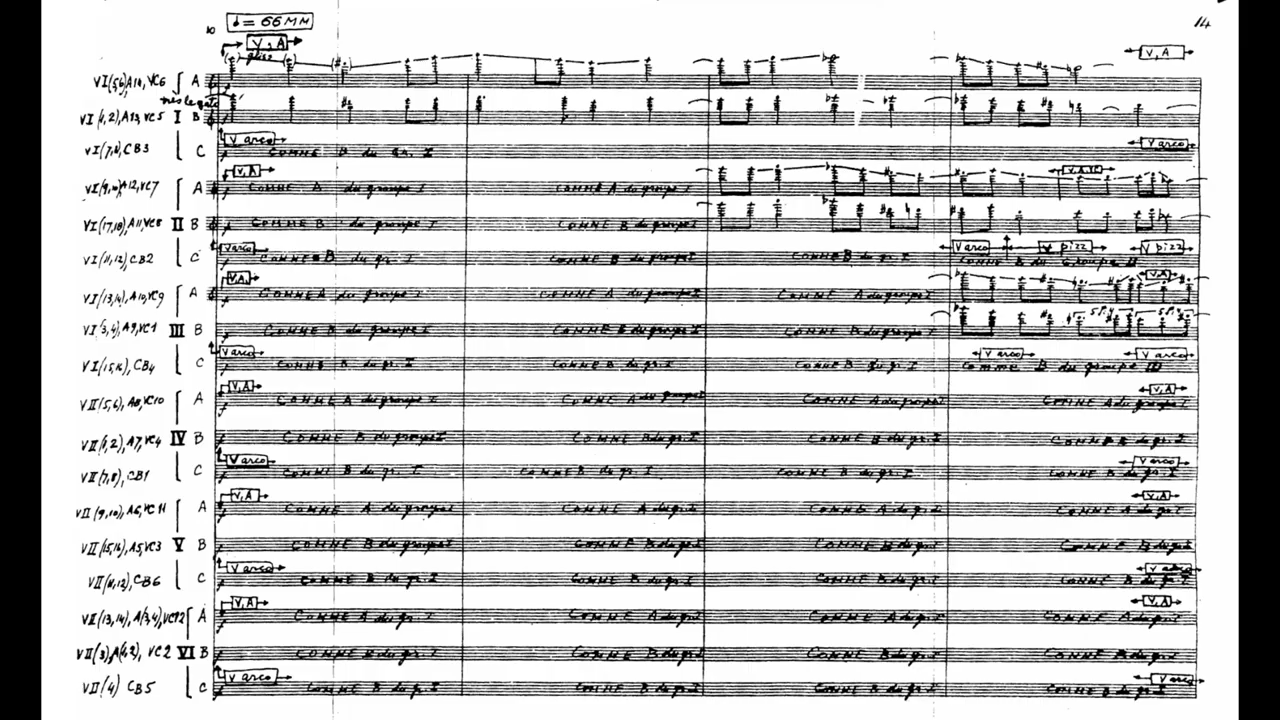 14
10
♩ = 66 MM
V, A
gliss
V, A
VI(5,6)A14, VC6 A
très legato
VI(1,2), A13, VC5 I B
V arco V arco
VI(7,8), CB3 C COMME B du Gr. I
V, A V, A
VI(9,10)A12, VC7 A COMME A du groupe I COMME A du groupe I
VI(17,18), A11, VC8 II B COMME B du groupe I COMME B du groupe I
V arco V arco V pizz V pizz
VI(11,12), CB2 C COMME B du gr. I COMME B du groupe I COMME B du gr I COMME B du Groupe II
V, A V, A
VI(13,14), A10, VC9 A COMME A du groupe I COMME A du groupe I COMME A du groupe I
VI(3,4), A9, VC1 III B COMME B du groupe I COMME B du groupe I COMME B du groupe I
V arco V arco V arco
VI(15,16), CB4 C COMME B du gr. I COMME B du gr. I COMME B du gr. I Comme B du groupe III
V, A V, A
VII(5,6), A8, VC10 A COMME A du groupe I COMME A du groupe I COMME A du groupe I COMME A du groupe I
VII(1,2), A7, VC4 IV B COMME B du groupe I COMME B du gr. I COMME B du gr. I COMME B du gr. I
V arco V arco
VII(7,8), CB1 C COMME B du gr. I COMME B du gr. I COMME B du gr. I COMME B du gr. I
V, A V, A
VII(9,10), A6, VC11 A COMME A du groupe I COMME A du gr. I COMME A du gr. I COMME A du gr. I
VII(15,16), A5, VC3 V B COMME B du groupe I COMME B du gr. I COMME B du gr. I COMME B du gr. I
V arco V arco
VII(11,12), CB6 C COMME B du gr. I COMME B du gr. I COMME B du gr. I COMME B du gr. I
V, A V, A
VII(13,14), A(3,4), VC12 A COMME A du gr. I COMME A du gr. I COMME A du gr. I COMME A du gr. I
VII(3), A(1,2), VC2 VI B COMME B du gr. I COMME B du gr. I COMME B du gr. I COMME B du gr. I
V arco V arco
VII(4) CB5 C COMME B du gr. I COMME B du gr. I COMME B du gr. I COMME B du gr. I